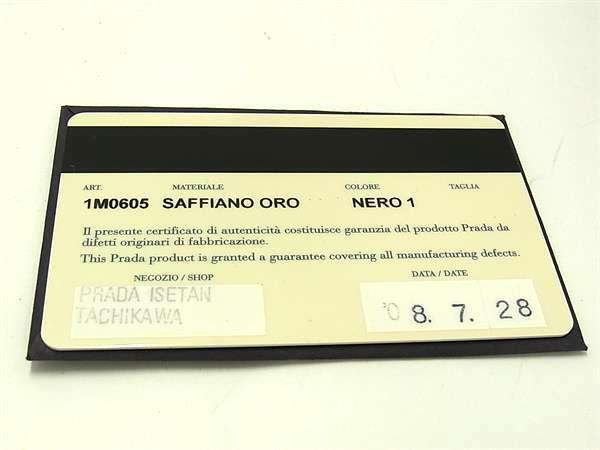 ART. MATERIALE COLORE TAGLIA
1M0605 SAFFIANO ORO NERO 1
Il presente certificato di autenticità costituisce garanzia del prodotto Prada da
difetti originari di fabbricazione.
This Prada product is granted a guarantee covering all manufacturing defects.
NEGOZIO / SHOP DATA / DATE
PRADA ISETAN
TACHIKAWA
'08. 7. 28